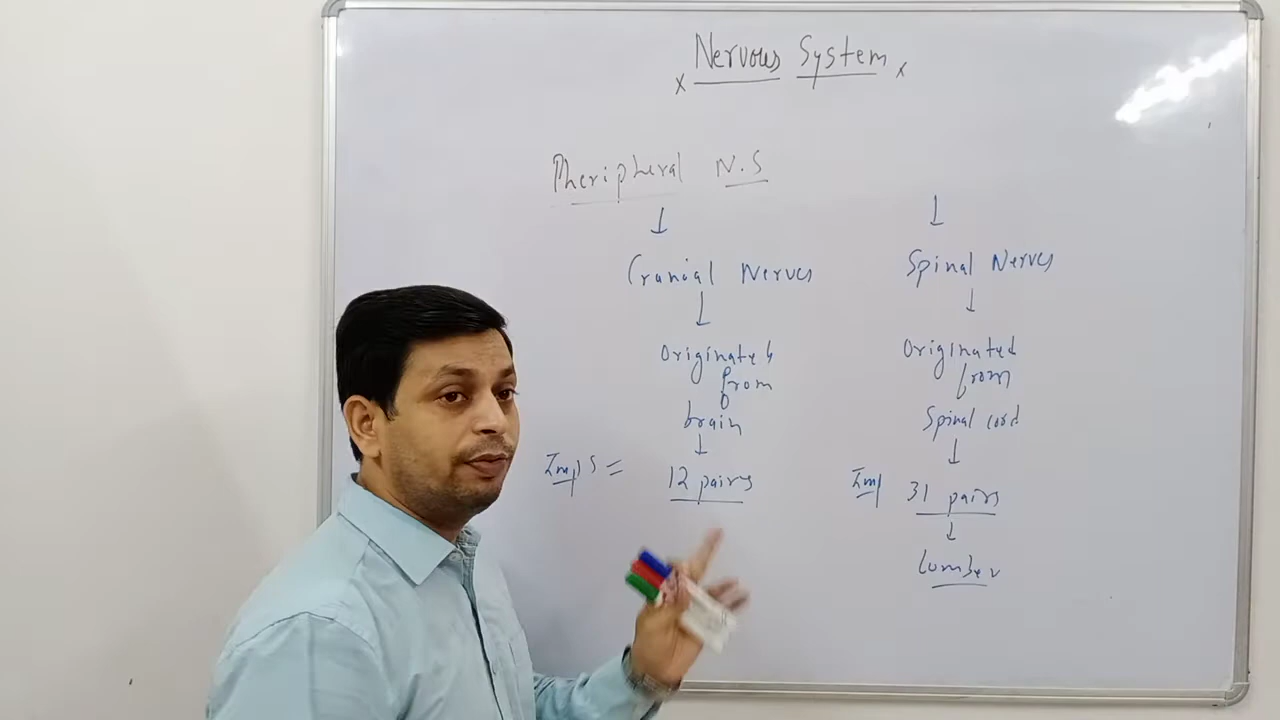 Nervous System
Pheripheral N.S
Cranial Nerves
Originated
from
brain
Imp 5 = 12 pairs
Spinal Nerves
Originated
from
Spinal cord
Imp 31 pairs
Lumber